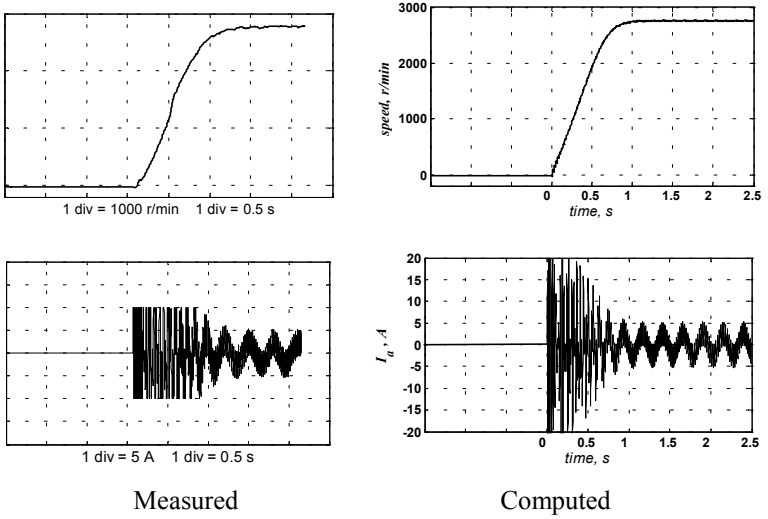 3000
2000
1000
0
speed, r/min
0 0.5 1 1.5 2 2.5
time, s
1 div = 1000 r/min 1 div = 0.5 s
20
15
10
5
0
-5
-10
-15
-20
I_a , A
0 0.5 1 1.5 2 2.5
time, s
1 div = 5 A 1 div = 0.5 s
Measured
Computed